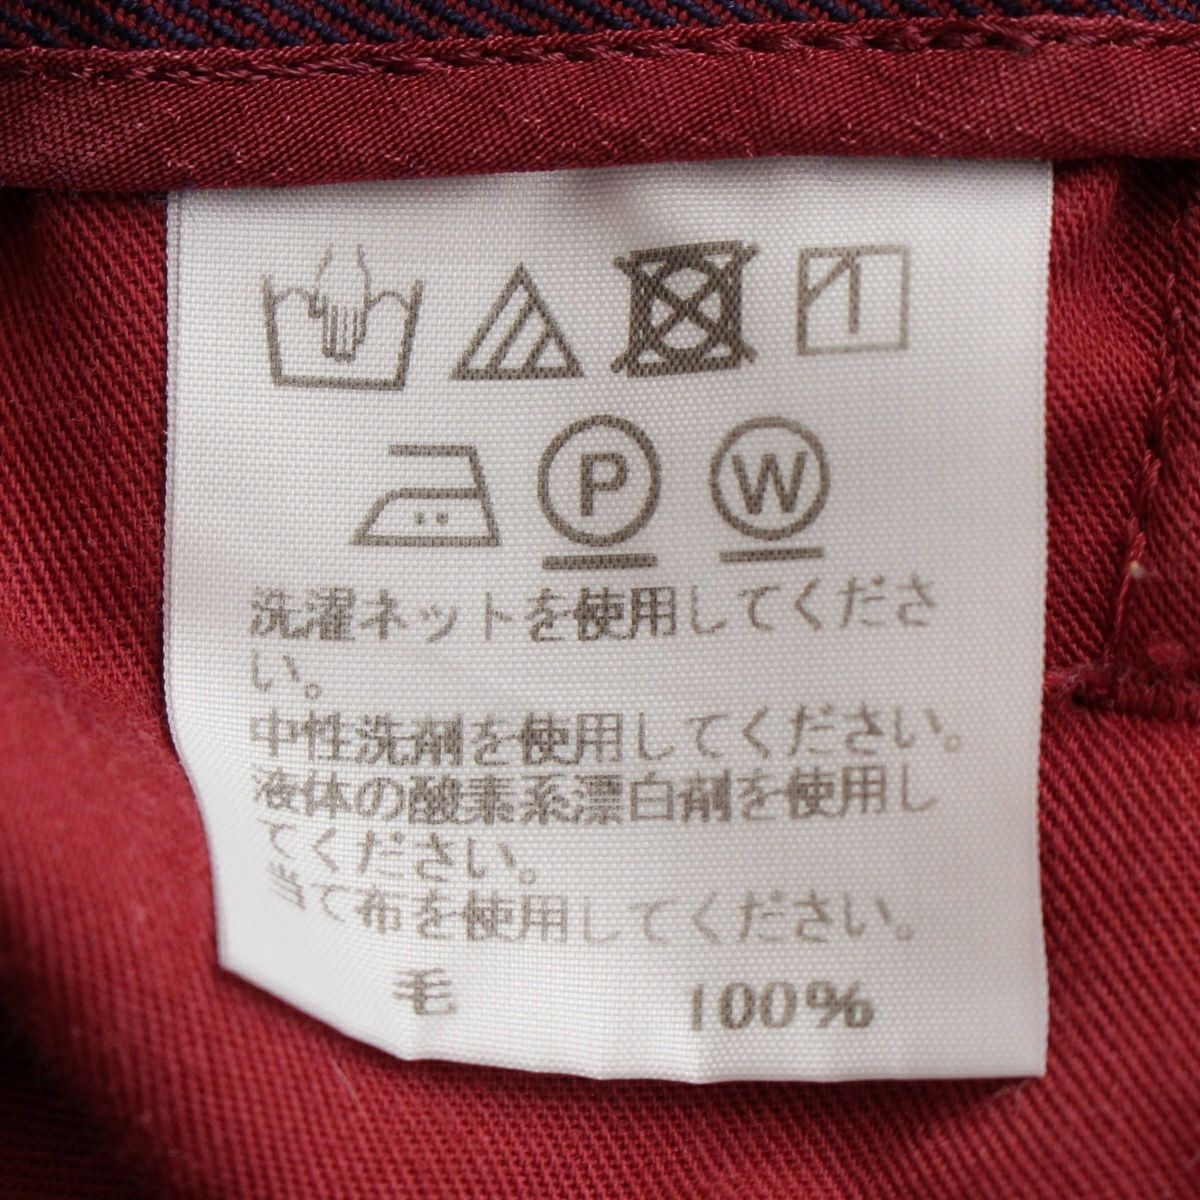 P W
洗濯ネットを使用してくださ
い。
中性洗剤を使用してください。
液体の酸素系漂白剤を使用し
てください。
当て布を使用してください。
毛 100%